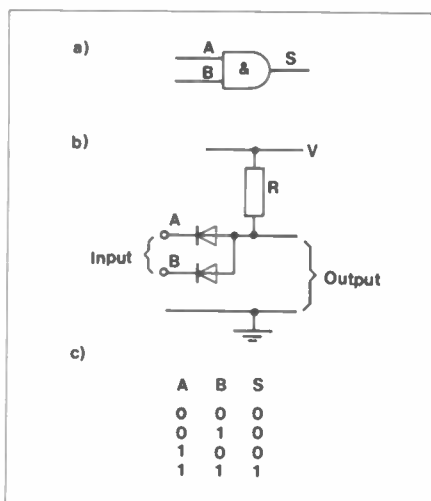 a)
A
B
&
S
b)
V
R
A
Input
B
Output
c)
A B S
0 0 0
0 1 0
1 0 0
1 1 1